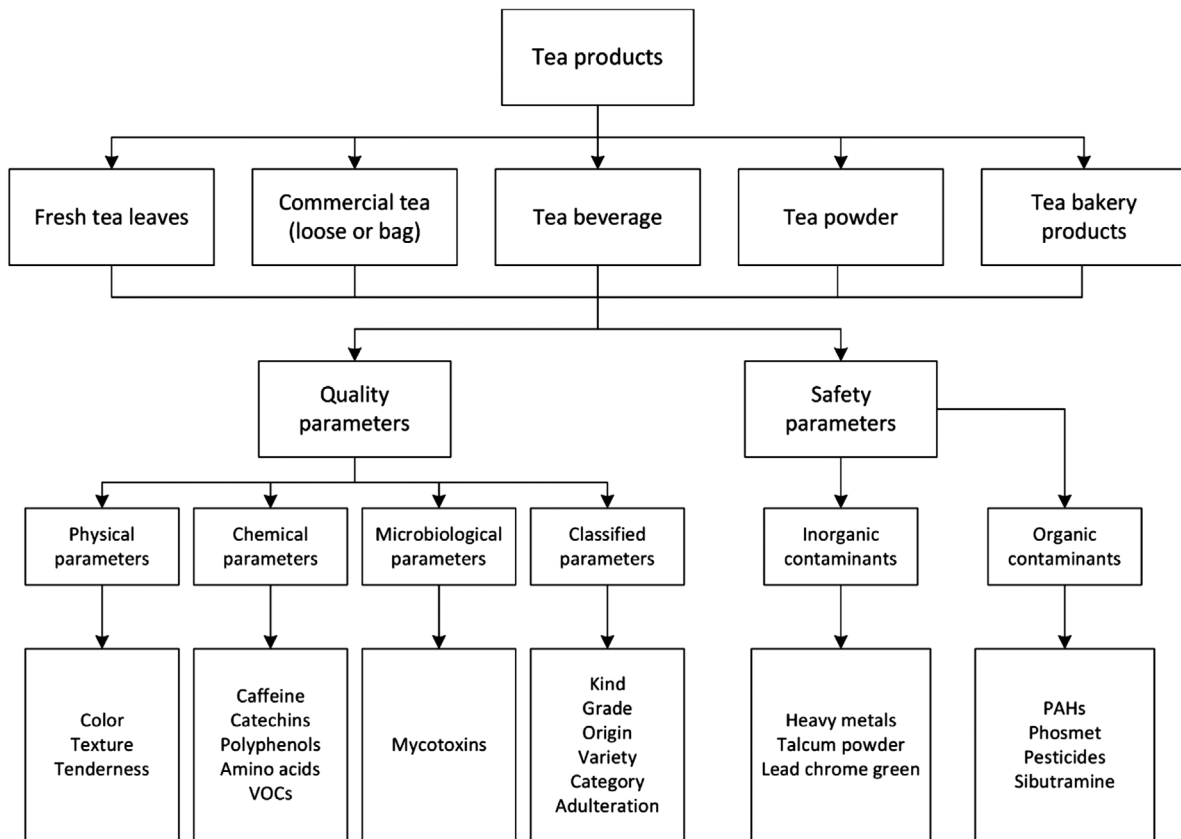 Tea products
Fresh tea leaves
Commercial tea
(loose or bag)
Tea beverage
Tea powder
Tea bakery
products
Quality
parameters
Safety
parameters
Physical
parameters
Chemical
parameters
Microbiological
parameters
Classified
parameters
Inorganic
contaminants
Organic
contaminants
Color
Texture
Tenderness
Caffeine
Catechins
Polyphenols
Amino acids
VOCs
Mycotoxins
Kind
Grade
Origin
Variety
Category
Adulteration
Heavy metals
Talcum powder
Lead chrome green
PAHs
Phosmet
Pesticides
Sibutramine